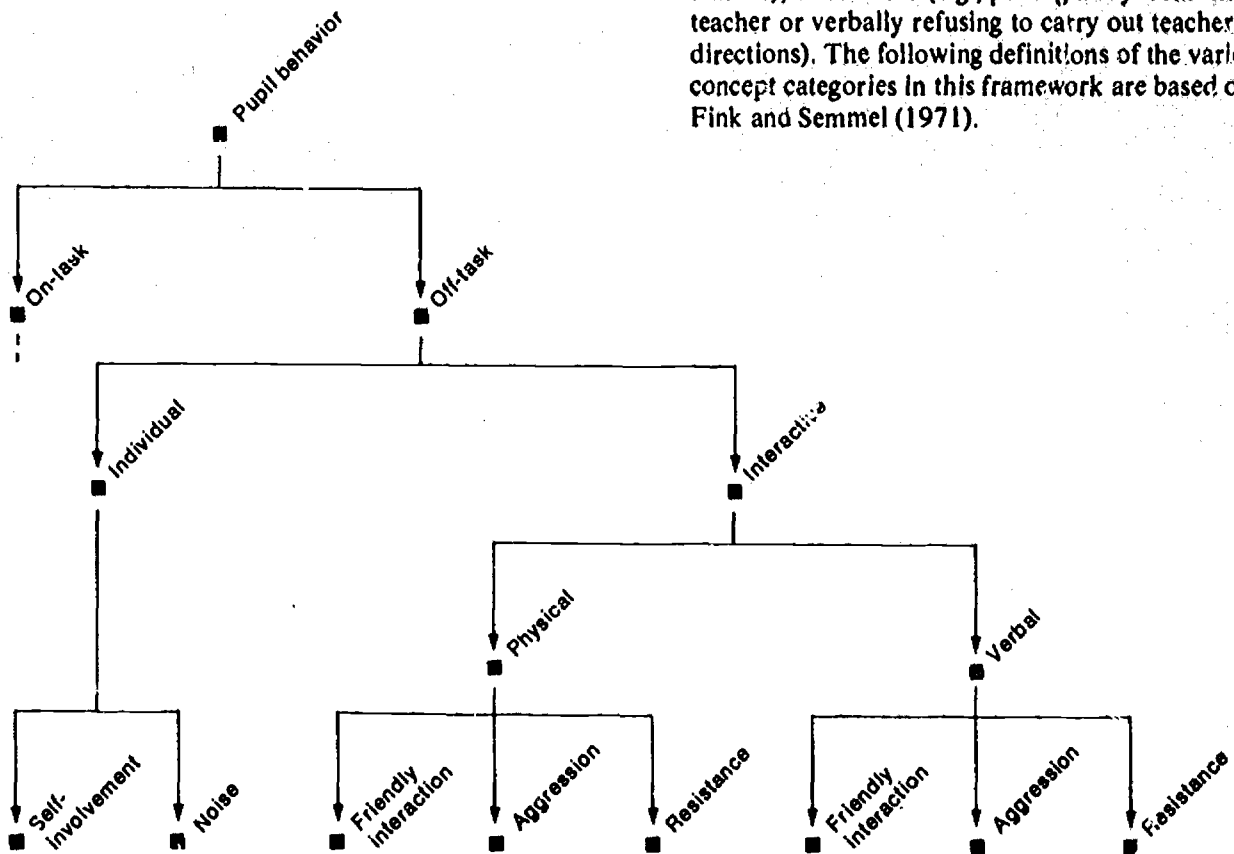 teacher or verbally refusing to carry out teacher
directions). The following definitions of the
concept categories in this framework are based
Fink and Semmel (1971).
Pupil behavior
On-task
Off-task
Individual
Interactive
Physical
Verbal
Self-
involvement
Noise
Friendly
interaction
Aggression
Resistance
Friendly
interaction
Aggression
Resistance